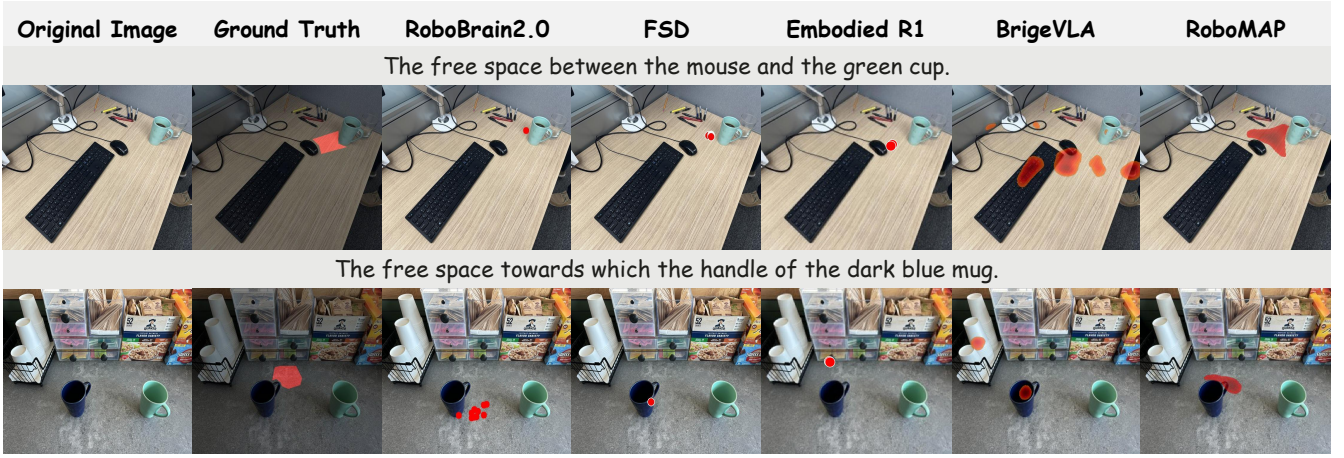 Original Image Ground Truth RoboBrain2.0 FSD Embodied R1 BrigeVLA RoboMAP
The free space between the mouse and the green cup.
The free space towards which the handle of the dark blue mug.